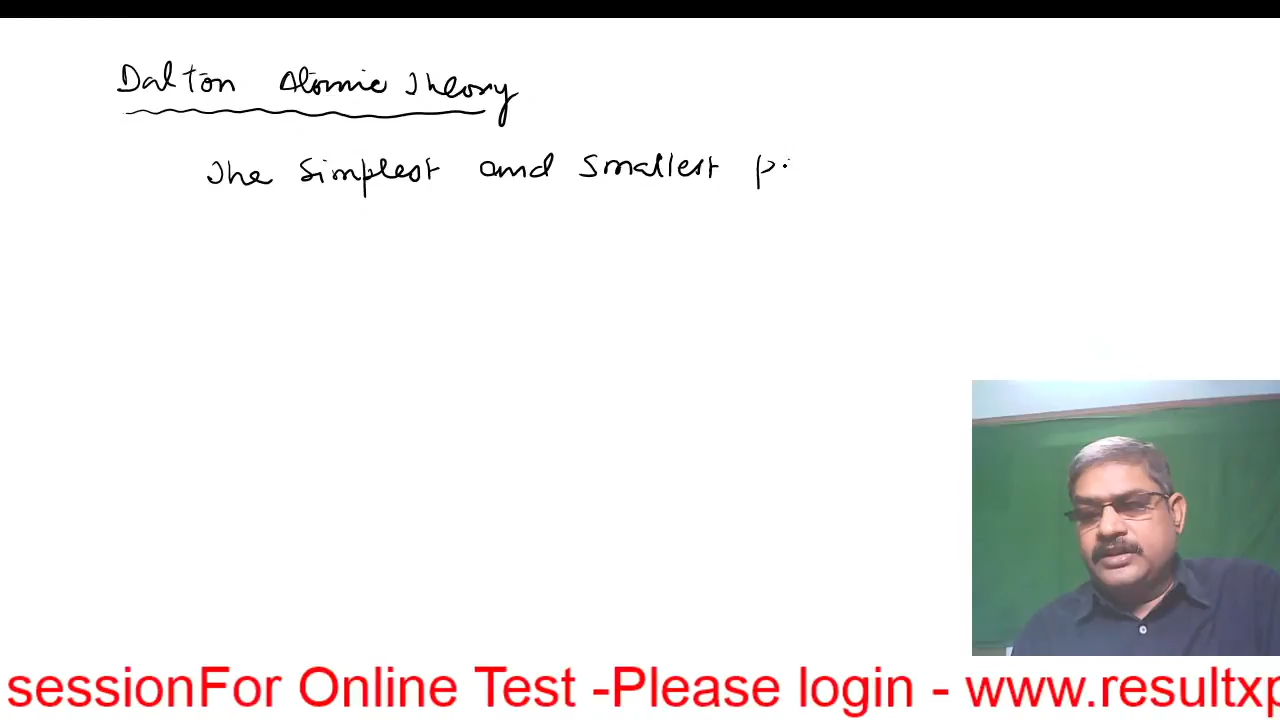 Dalton Atomic Theory
The Simplest and Smallest p
sessionFor Online Test -Please login - www.resultxp